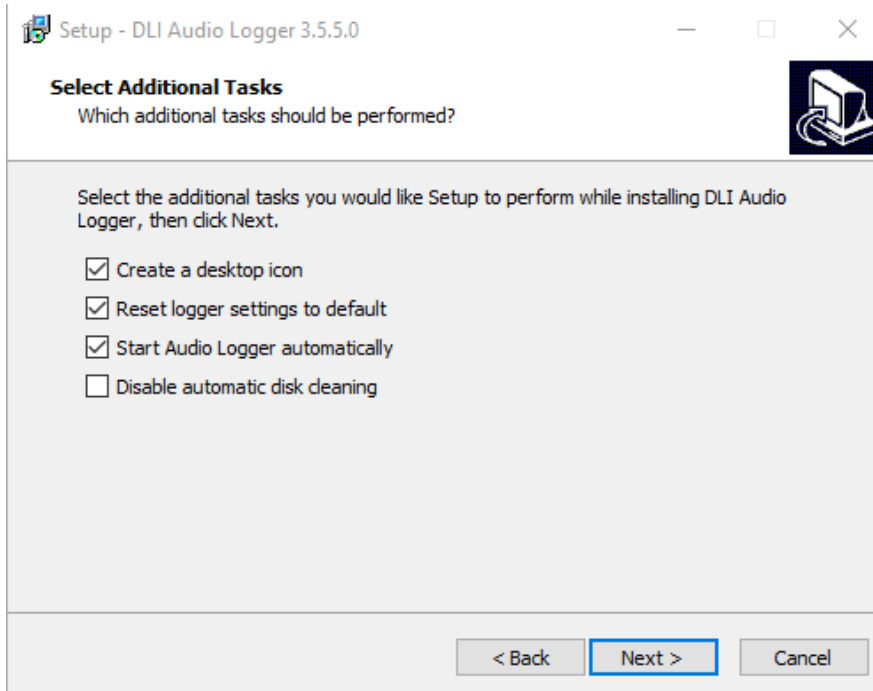 Setup - DLI Audio Logger 3.5.5.0
Select Additional Tasks
Which additional tasks should be performed?
Select the additional tasks you would like Setup to perform while installing DLI Audio
Logger, then click Next.
Create a desktop icon
Reset logger settings to default
Start Audio Logger automatically
Disable automatic disk cleaning
< Back Next > Cancel